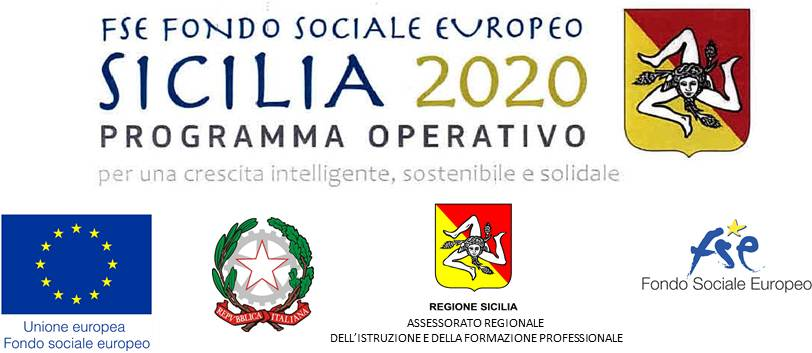 FSE FONDO SOCIALE EUROPEO
SICILIA 2020
PROGRAMMA OPERATIVO
per una crescita intelligente, sostenibile e solidale
Unione europea
Fondo sociale europeo
REPVBBLICA ITALIANA
REGIONE SICILIA
ASSESSORATO REGIONALE
DELL'ISTRUZIONE E DELLA FORMAZIONE PROFESSIONALE
fse
Fondo Sociale Europeo